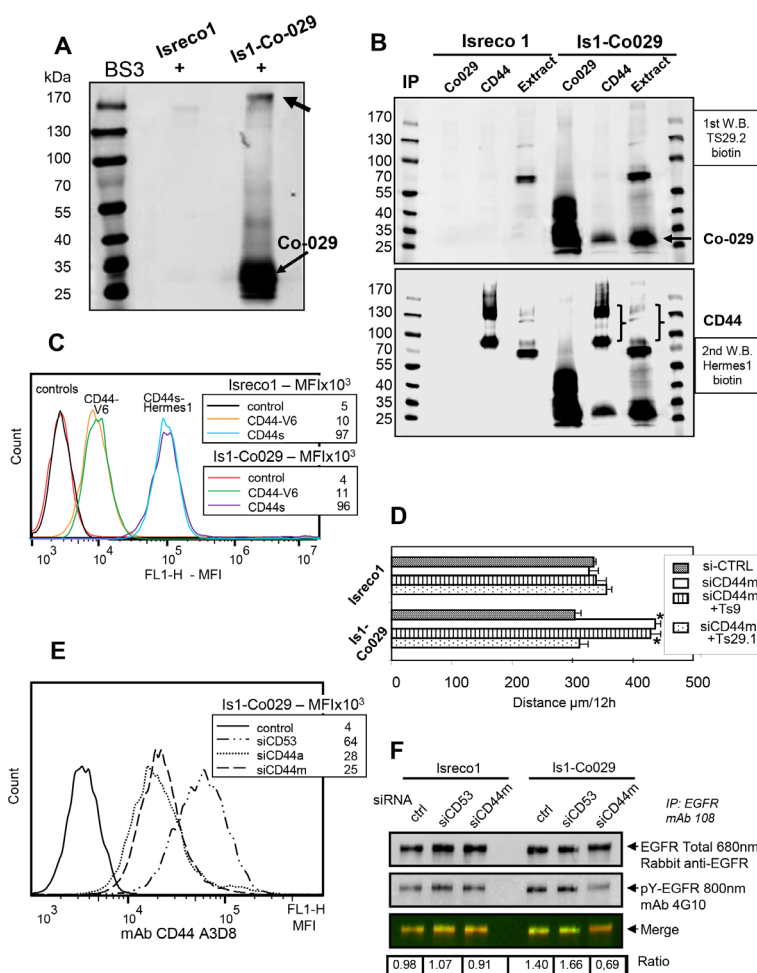 A
Isreco1
Is1-Co-029
kDa
BS3
+
+
170
130
100
70
55
40
35
25
Co-029
B
Isreco 1
Is1-Co029
IP
Co029
CD44
Extract
Co029
CD44
Extract
170
130
100
70
55
40
35
25
1st W.B.
TS29.2
biotin
Co-029
170
130
100
70
55
40
35
25
CD44
2nd W.B.
Hermes1
biotin
C
controls
CD44-
V6
CD44s-
Hermes1
Isreco1 – MFIx10³
control 5
CD44-V6 10
CD44s 97
Is1-Co029 – MFIx10³
control 4
CD44-V6 11
CD44s 96
Count
10³ 10⁴ 10⁵ 10⁶ 10⁷
FL1-H - MFI
D
Isreco1
Is1-
Co029
*
*
si-CTRL
siCD44m
siCD44m
+Ts9
siCD44m
+Ts29.1
0 100 200 300 400 500
Distance µm/12h
E
Is1-Co029 – MFIx10³
control 4
siCD53 64
siCD44a 28
siCD44m 25
Count
10³ 10⁴ 10⁵
FL1-H
MFI
mAb CD44 A3D8
F
Isreco1
Is1-Co029
siRNA
ctrl
siCD53
siCD44m
ctrl
siCD53
siCD44m
IP: EGFR
mAb 108
EGFR Total 680nm
Rabbit anti-EGFR
pY-EGFR 800nm
mAb 4G10
Merge
0.98 1.07 0.91 1.40 1.66 0,69 Ratio